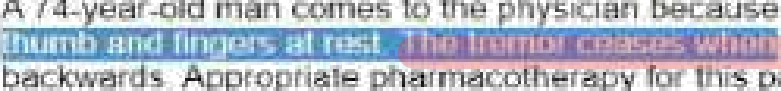 A 74-year-old man comes to the physician because
thumb and fingers at rest. The tremor ceases when
backwards. Appropriate pharmacotherapy for this p